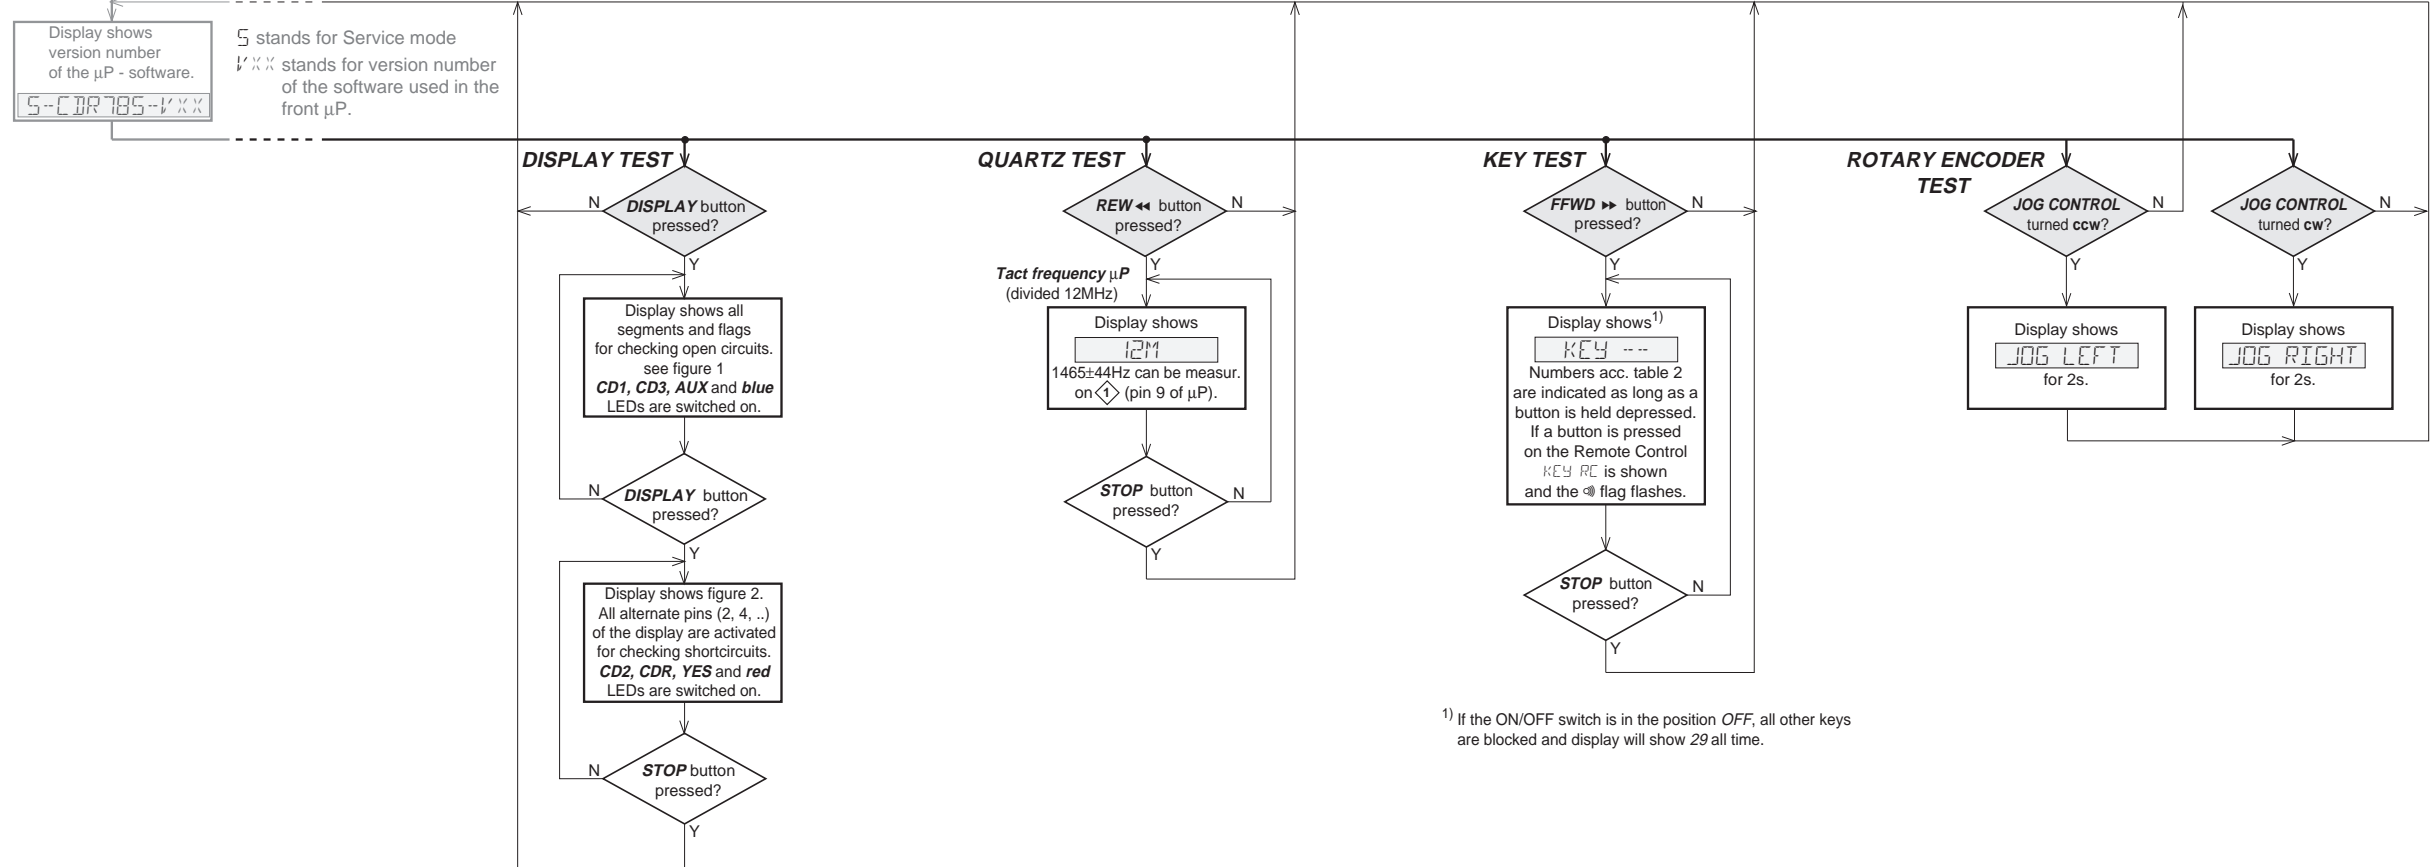 Display shows
version number
of the µP - software.
S-CDR785-VXX
S stands for Service mode
VXX stands for version number
of the software used in the
front µP.
DISPLAY TEST
DISPLAY button
pressed?
N
Y
Display shows all
segments and flags
for checking open circuits.
see figure 1
CD1, CD3, AUX and blue
LEDs are switched on.
DISPLAY button
pressed?
N
Y
Display shows figure 2.
All alternate pins (2, 4, ..)
of the display are activated
for checking shortcircuits.
CD2, CDR, YES and red
LEDs are switched on.
STOP button
pressed?
N
Y
QUARTZ TEST
REW ◀◀ button
pressed?
N
Y
Tact frequency µP
(divided 12MHz)
Display shows
12M
1465±44Hz can be measur.
on 1 (pin 9 of µP).
STOP button
pressed?
N
Y
KEY TEST
FFWD ▶▶ button
pressed?
N
Y
Display shows1)
KEY --
Numbers acc. table 2
are indicated as long as a
button is held depressed.
If a button is pressed
on the Remote Control
KEY RC is shown
and the flag flashes.
STOP button
pressed?
N
Y
1) If the ON/OFF switch is in the position OFF, all other keys
are blocked and display will show 29 all time.
ROTARY ENCODER
TEST
JOG CONTROL
turned ccw?
N
Y
Display shows
JOG LEFT
for 2s.
JOG CONTROL
turned cw?
N
Y
Display shows
JOG RIGHT
for 2s.